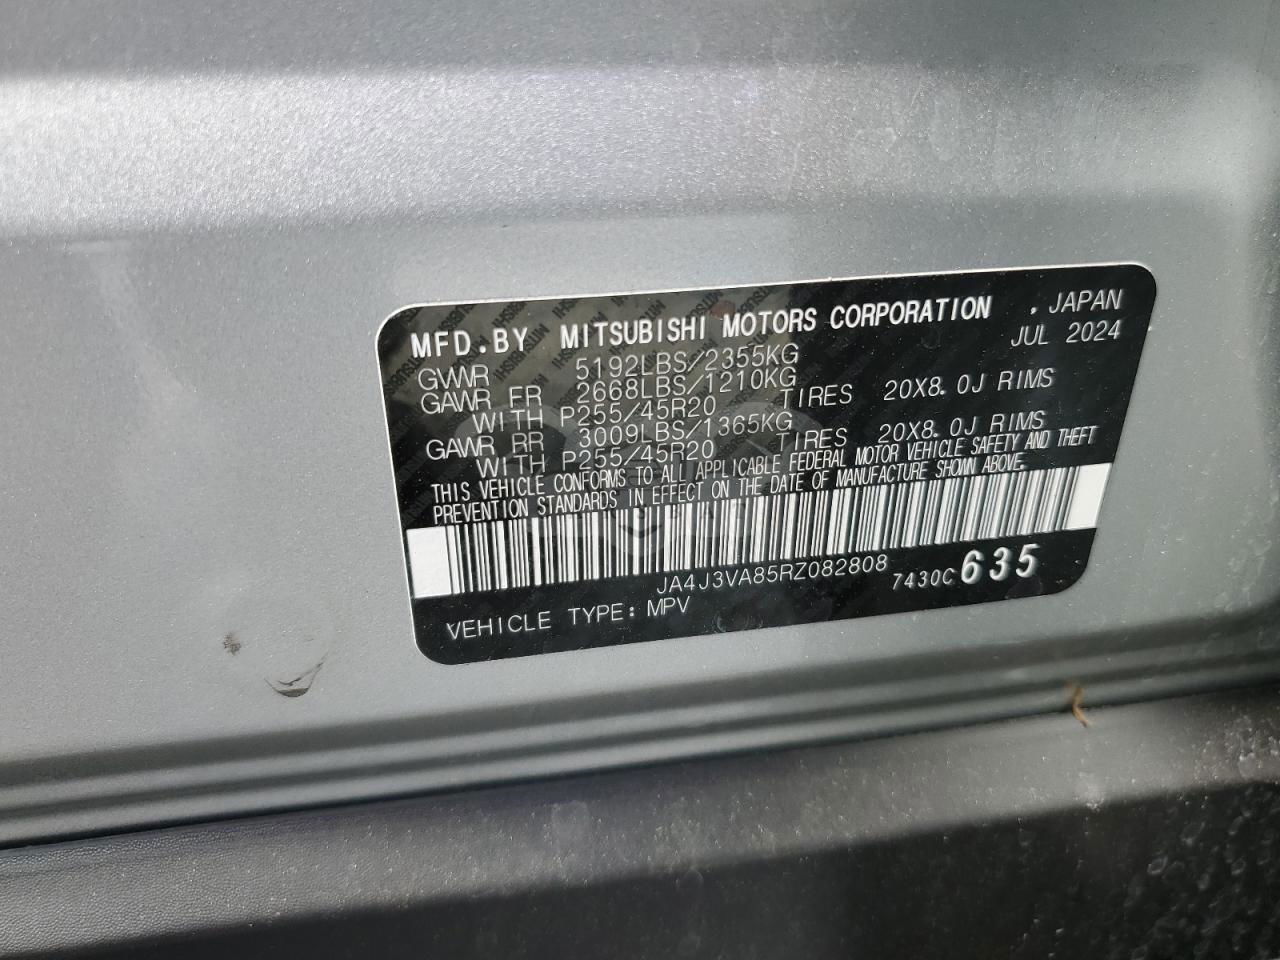 MFD.BY MITSUBISHI MOTORS CORPORATION , JAPAN
JUL 2024
GVWR 5192LBS/2355KG
GAWR FR 2668LBS/1210KG
WITH P255/45R20 TIRES 20X8.0J RIMS
GAWR RR 3009LBS/1365KG
WITH P255/45R20 TIRES 20X8.0J RIMS
THIS VEHICLE CONFORMS TO ALL APPLICABLE FEDERAL MOTOR VEHICLE SAFETY AND THEFT
PREVENTION STANDARDS IN EFFECT ON THE DATE OF MANUFACTURE SHOWN ABOVE.
JA4J3VA85RZ082808 7430C 635
VEHICLE TYPE: MPV